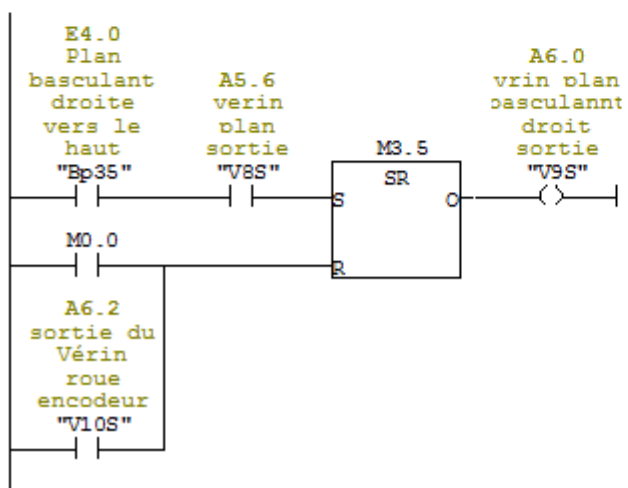 E4.0
Plan
basculant
droite
vers le
haut
"Bp35"
A5.6
verin
plan
sortie
"V8S"
M3.5
SR
S
O
R
A6.0
vrin plan
basculannt
droit
sortie
"V9S"
M0.0
A6.2
sortie du
Vérin
roue
encodeur
"V10S"